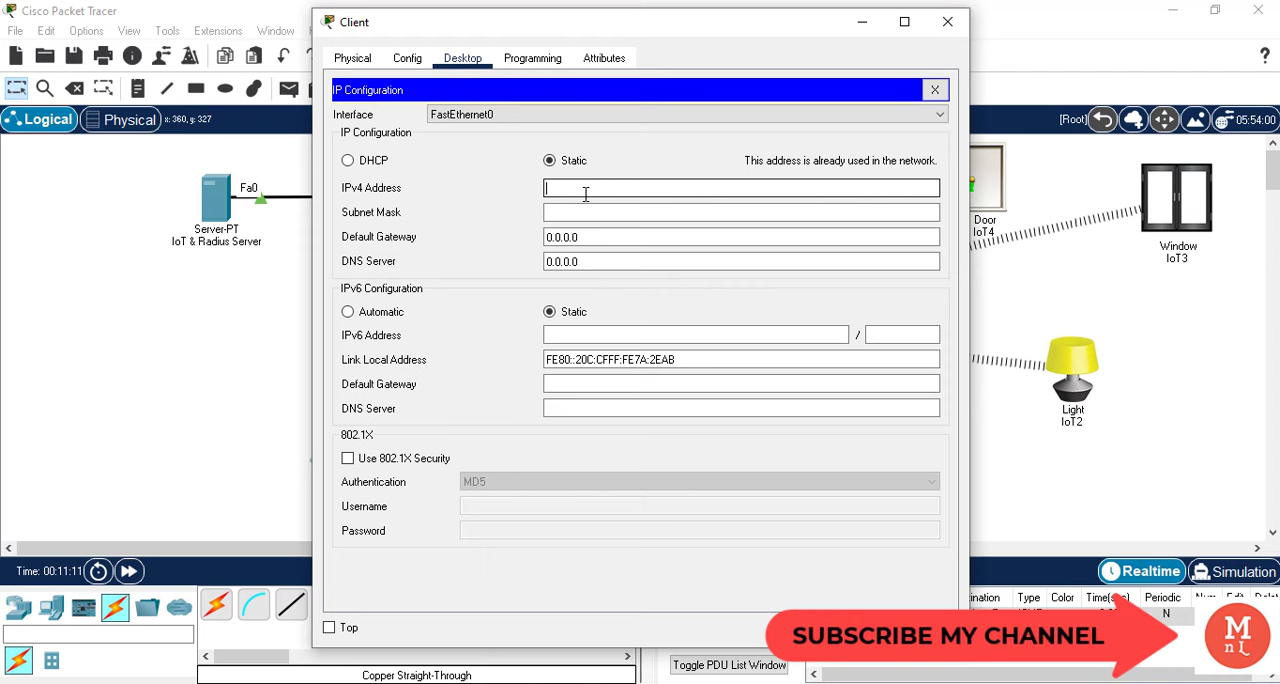 Cisco Packet Tracer
File Edit Options View Tools Extensions Window
Logical Physical x: 360, y: 327
[Root] 05:54:00
Fa0
Server-PT
IoT & Radius Server
Client
Physical Config Desktop Programming Attributes
IP Configuration X
Interface FastEthernet0
IP Configuration
DHCP Static This address is already used in the network.
IPv4 Address
Subnet Mask
Default Gateway 0.0.0.0
DNS Server 0.0.0.0
IPv6 Configuration
Automatic Static
IPv6 Address /
Link Local Address FE80::20C:CFFF:FE7A:2EAB
Default Gateway
DNS Server
802.1X
Use 802.1X Security
Authentication MD5
Username
Password
Top
Door
IoT4
Window
IoT3
Light
IoT2
Time: 00:11:11
Realtime Simulation
Type Color Periodic
N
SUBSCRIBE MY CHANNEL
M
nL
Copper Straight-Through
Toggle PDU List Window